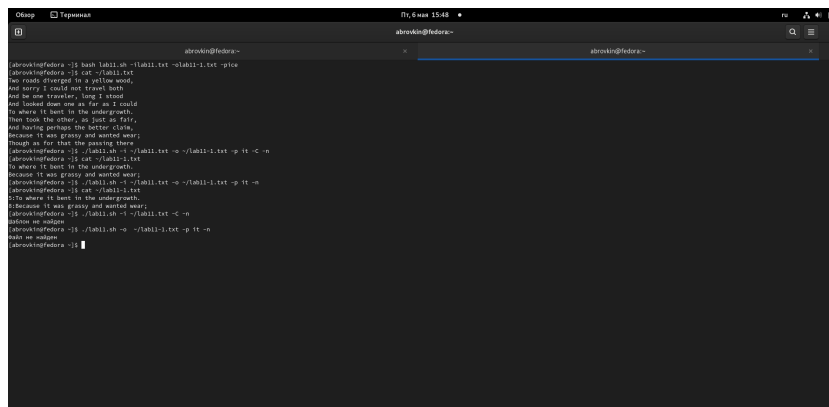 Обзор Терминал Пт, 6 мая 15:48 ru
abrovkin@fedora:~
abrovkin@fedora:~ × abrovkin@fedora:~ ×
[abrovkin@fedora ~]$ bash lab11.sh -ilab11.txt -olab11-1.txt -pice
[abrovkin@fedora ~]$ cat ~/lab11.txt
Two roads diverged in a yellow wood,
And sorry I could not travel both
And be one traveler, long I stood
And looked down one as far as I could
To where it bent in the undergrowth.
Then took the other, as just as fair,
And having perhaps the better claim,
Because it was grassy and wanted wear;
Though as for that the passing there
[abrovkin@fedora ~]$ ./lab11.sh -i ~/lab11.txt -o ~/lab11-1.txt -p it -C -n
[abrovkin@fedora ~]$ cat ~/lab11-1.txt
To where it bent in the undergrowth.
Because it was grassy and wanted wear;
[abrovkin@fedora ~]$ ./lab11.sh -i ~/lab11.txt -o ~/lab11-1.txt -p it -n
[abrovkin@fedora ~]$ cat ~/lab11-1.txt
5:To where it bent in the undergrowth.
8:Because it was grassy and wanted wear;
[abrovkin@fedora ~]$ ./lab11.sh -i ~/lab11.txt -C -n
Шаблон не найден
[abrovkin@fedora ~]$ ./lab11.sh -o ~/lab11-1.txt -p it -n
Файл не найден
[abrovkin@fedora ~]$